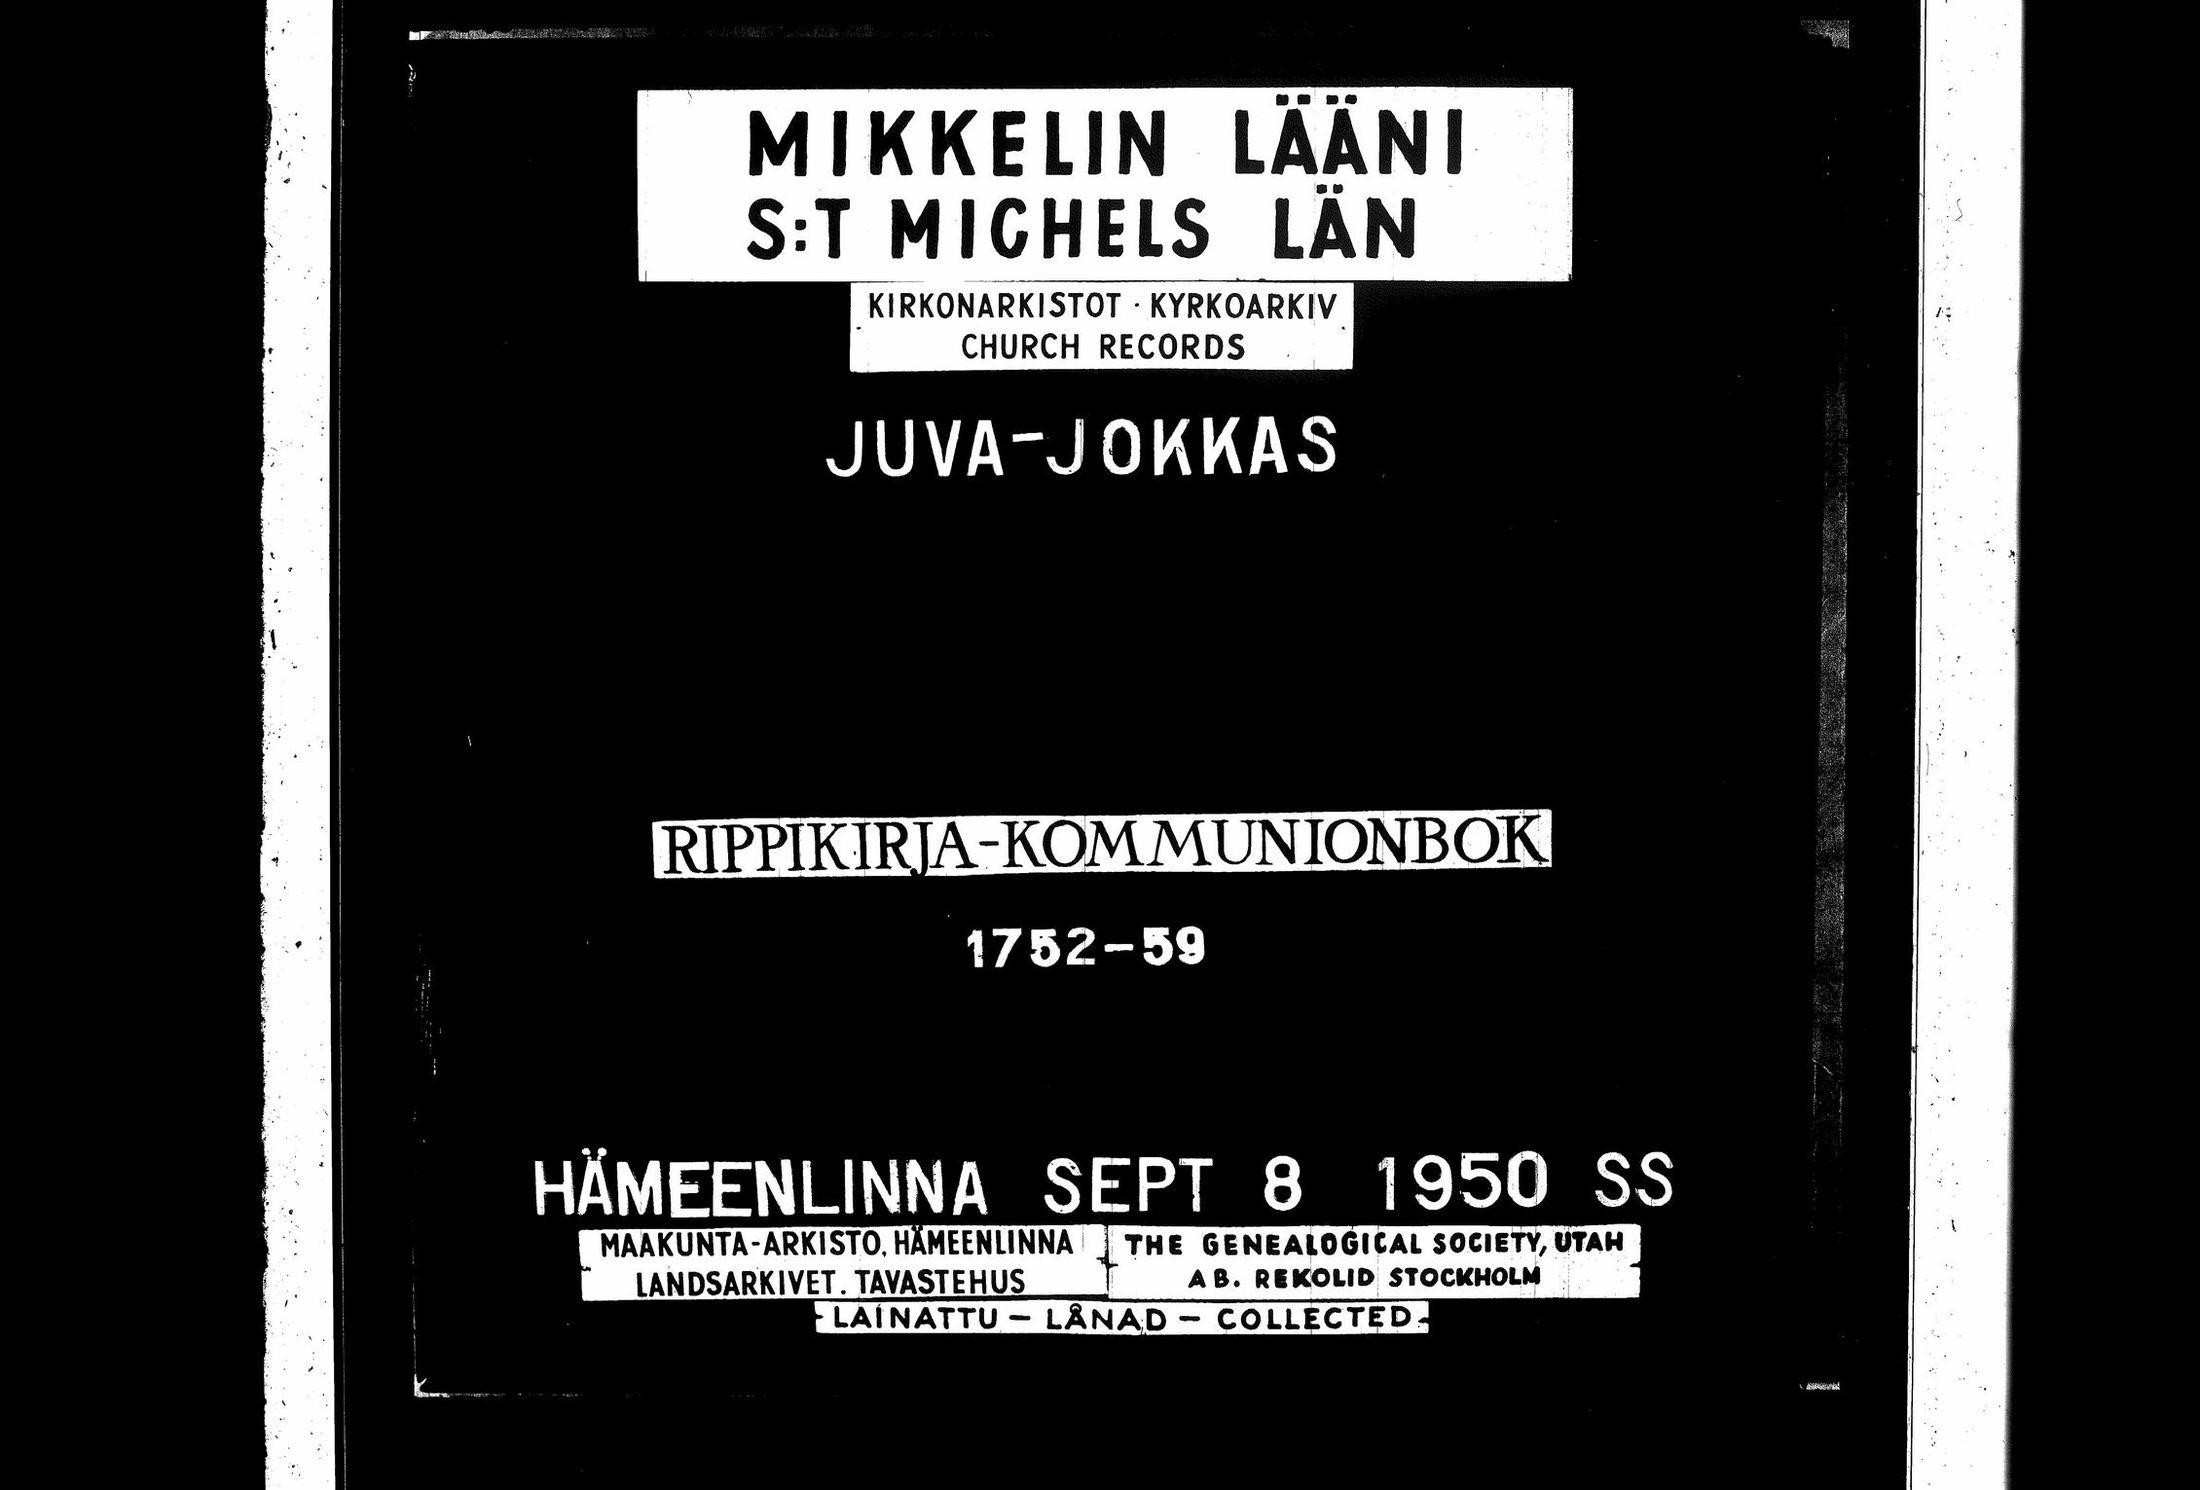 MIKKELIN LÄÄNI
S:T MICHELS LÄN
KIRKONARKISTOT · KYRKOARKIV
CHURCH RECORDS
JUVA-JOKKAS
RIPPIKIRJA-KOMMUNIONBOK
1752-59
HÄMEENLINNA SEPT 8 1950 SS
MAAKUNTA-ARKISTO, HÄMEENLINNA
LANDSARKIVET. TAVASTEHUS
THE GENEALOGICAL SOCIETY, UTAH
AB. REKOLID STOCKHOLM
LAINATTU – LÅNAD – COLLECTED